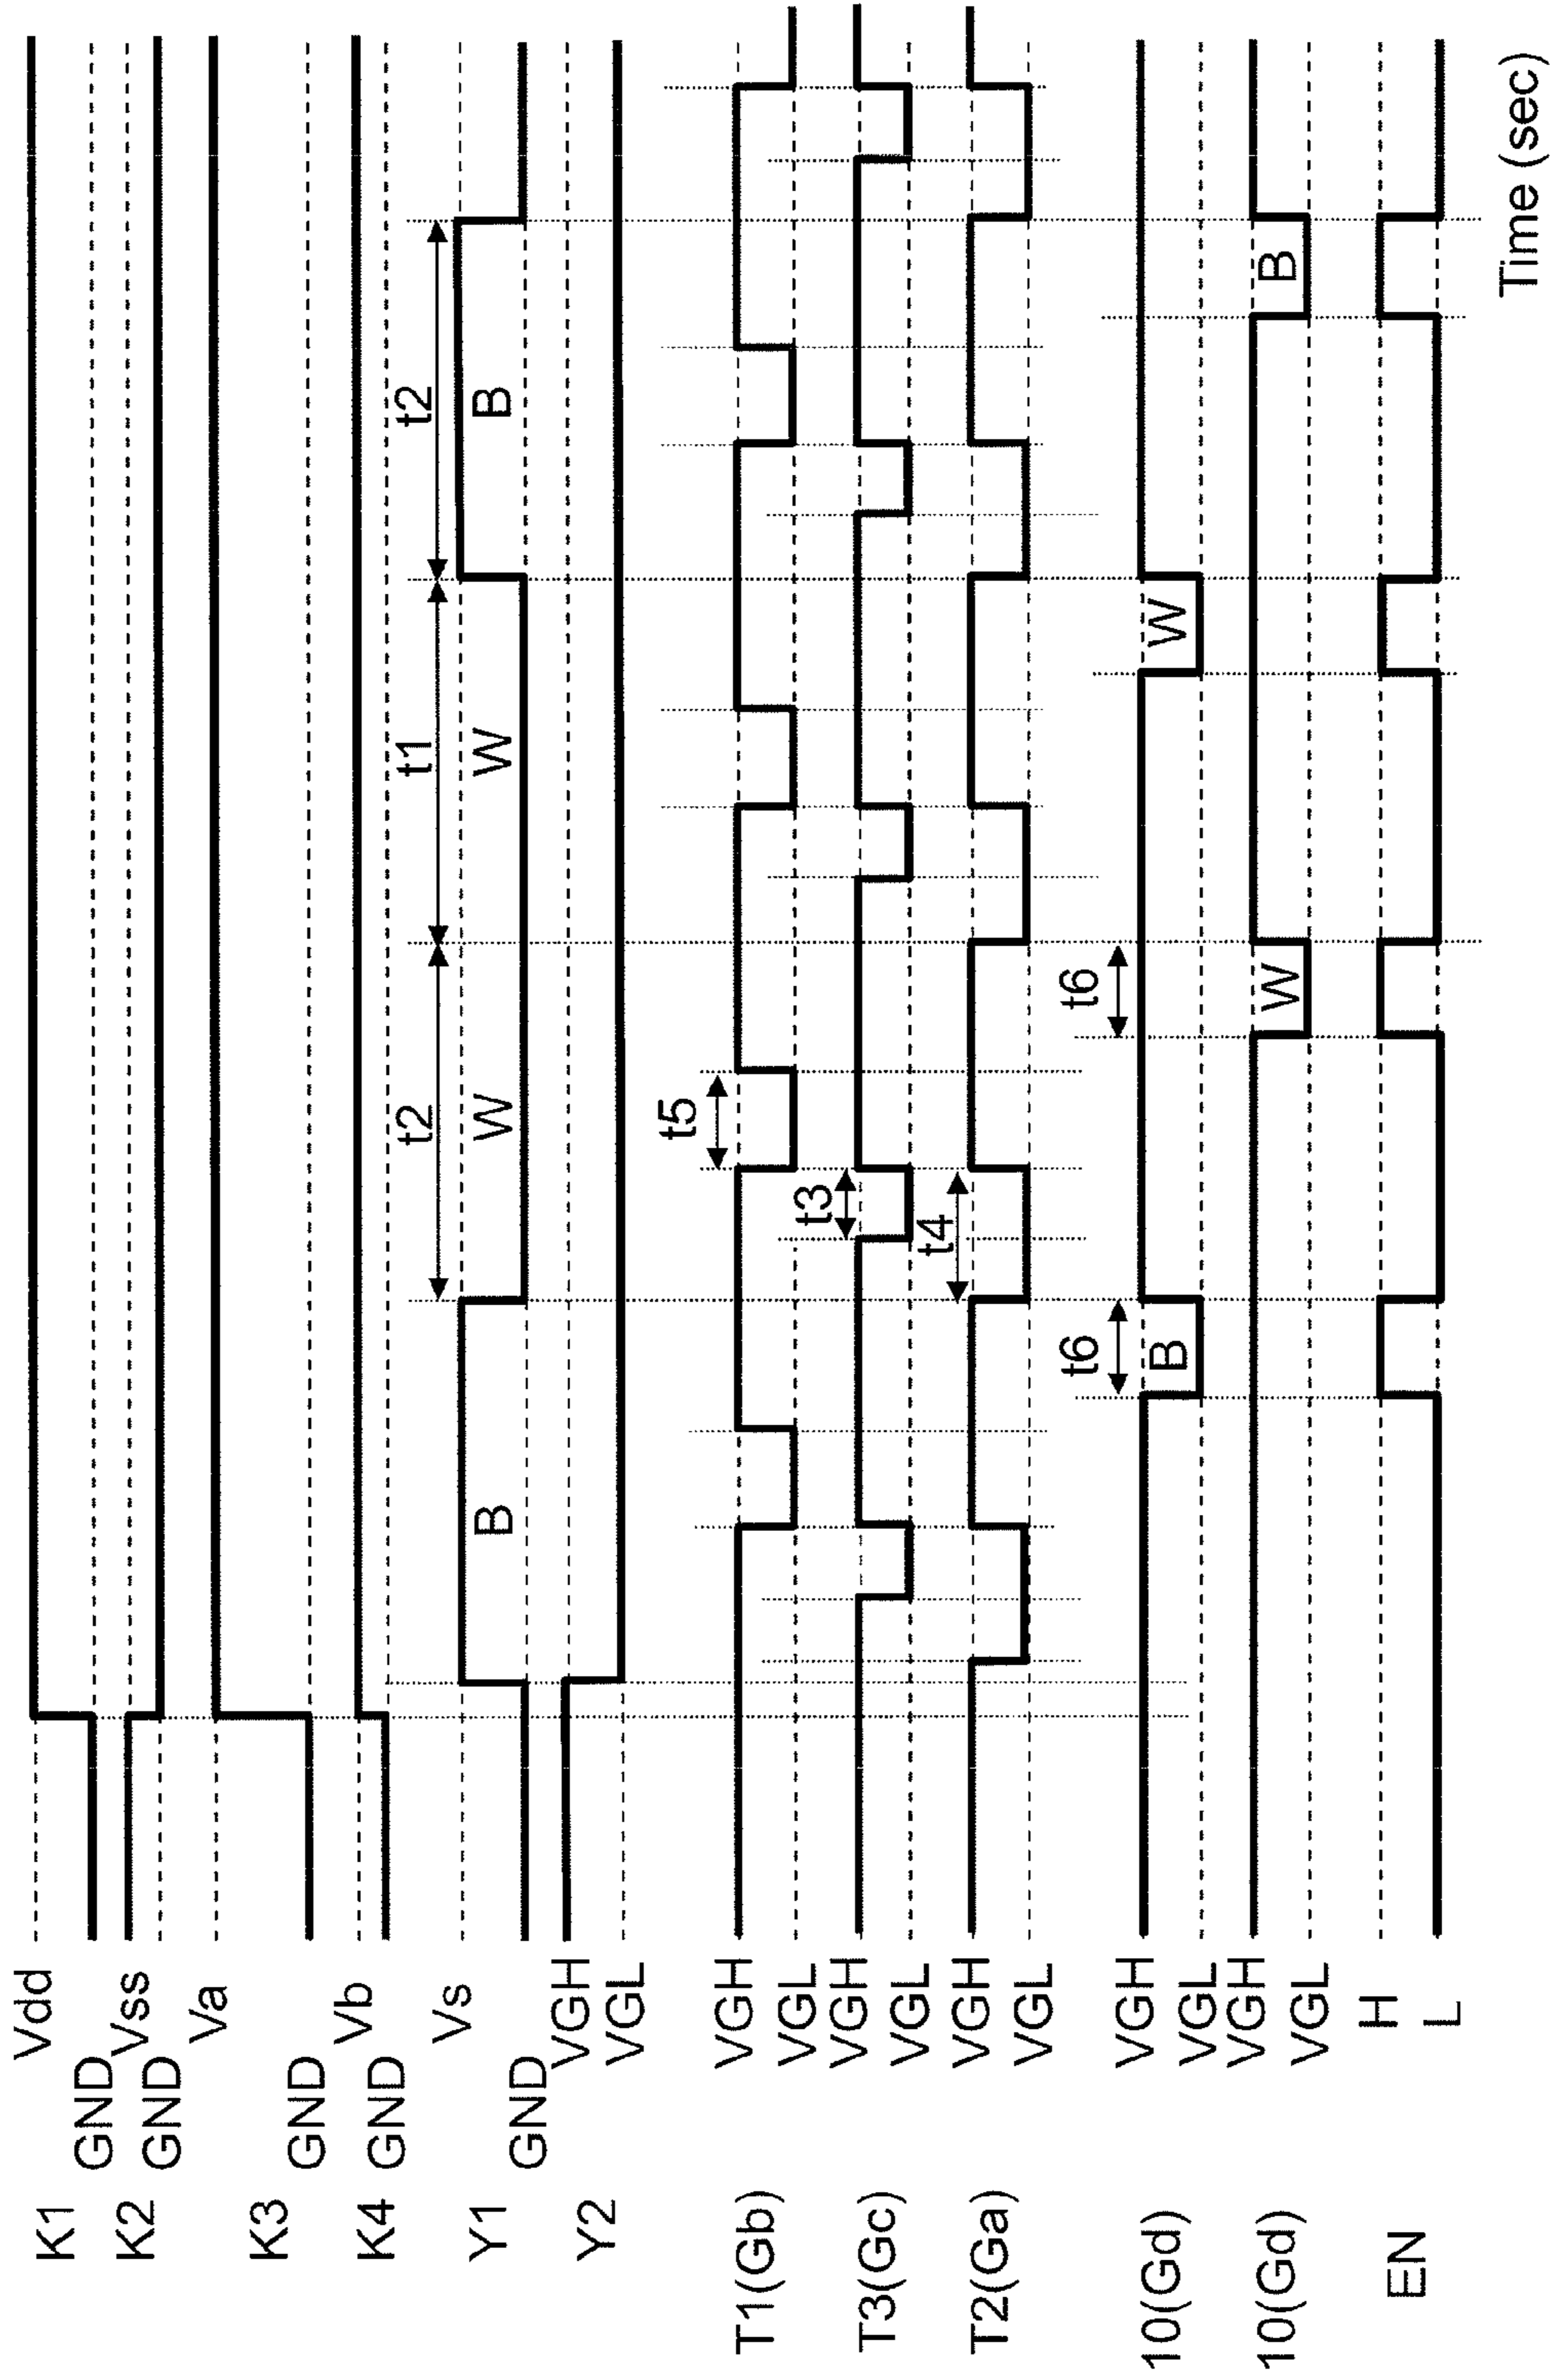 Vdd
K1
GND
Vss
K2
GND
Va
K3
GND
Vb
K4
GND
t2 t1 t2
Vs
Y1 B W W B
GND
VGH
Y2
VGL
t5
VGH
T1(Gb)
VGL
t3
VGH
T3(Gc)
VGL
t4
VGH
T2(Ga)
VGL
t6 t6
VGH
10(Gd) B W
VGL
VGH
10(Gd) W B
VGL
H
EN
L
Time (sec)